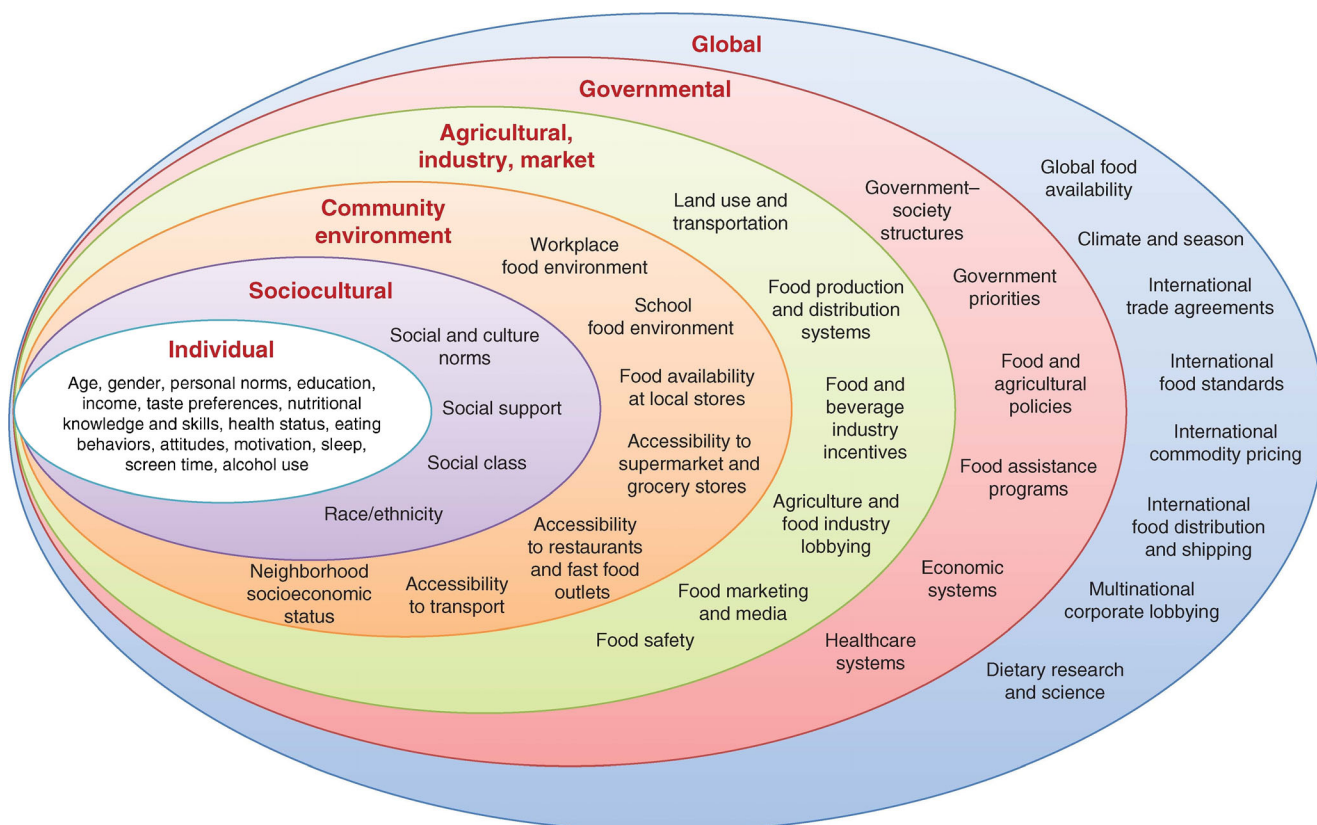 Global
Governmental
Agricultural,
industry, market
Community
environment
Sociocultural
Individual
Age, gender, personal norms, education,
income, taste preferences, nutritional
knowledge and skills, health status, eating
behaviors, attitudes, motivation, sleep,
screen time, alcohol use
Social and culture
norms
Social support
Social class
Race/ethnicity
Workplace
food environment
School
food environment
Food availability
at local stores
Accessibility to
supermarket and
grocery stores
Accessibility
to restaurants
and fast food
outlets
Accessibility
to transport
Neighborhood
socioeconomic
status
Land use and
transportation
Food production
and distribution
systems
Food and
beverage
industry
incentives
Agriculture and
food industry
lobbying
Food marketing
and media
Food safety
Government–
society
structures
Government
priorities
Food and
agricultural
policies
Food assistance
programs
Economic
systems
Healthcare
systems
Global food
availability
Climate and season
International
trade agreements
International
food standards
International
commodity pricing
International
food distribution
and shipping
Multinational
corporate lobbying
Dietary research
and science